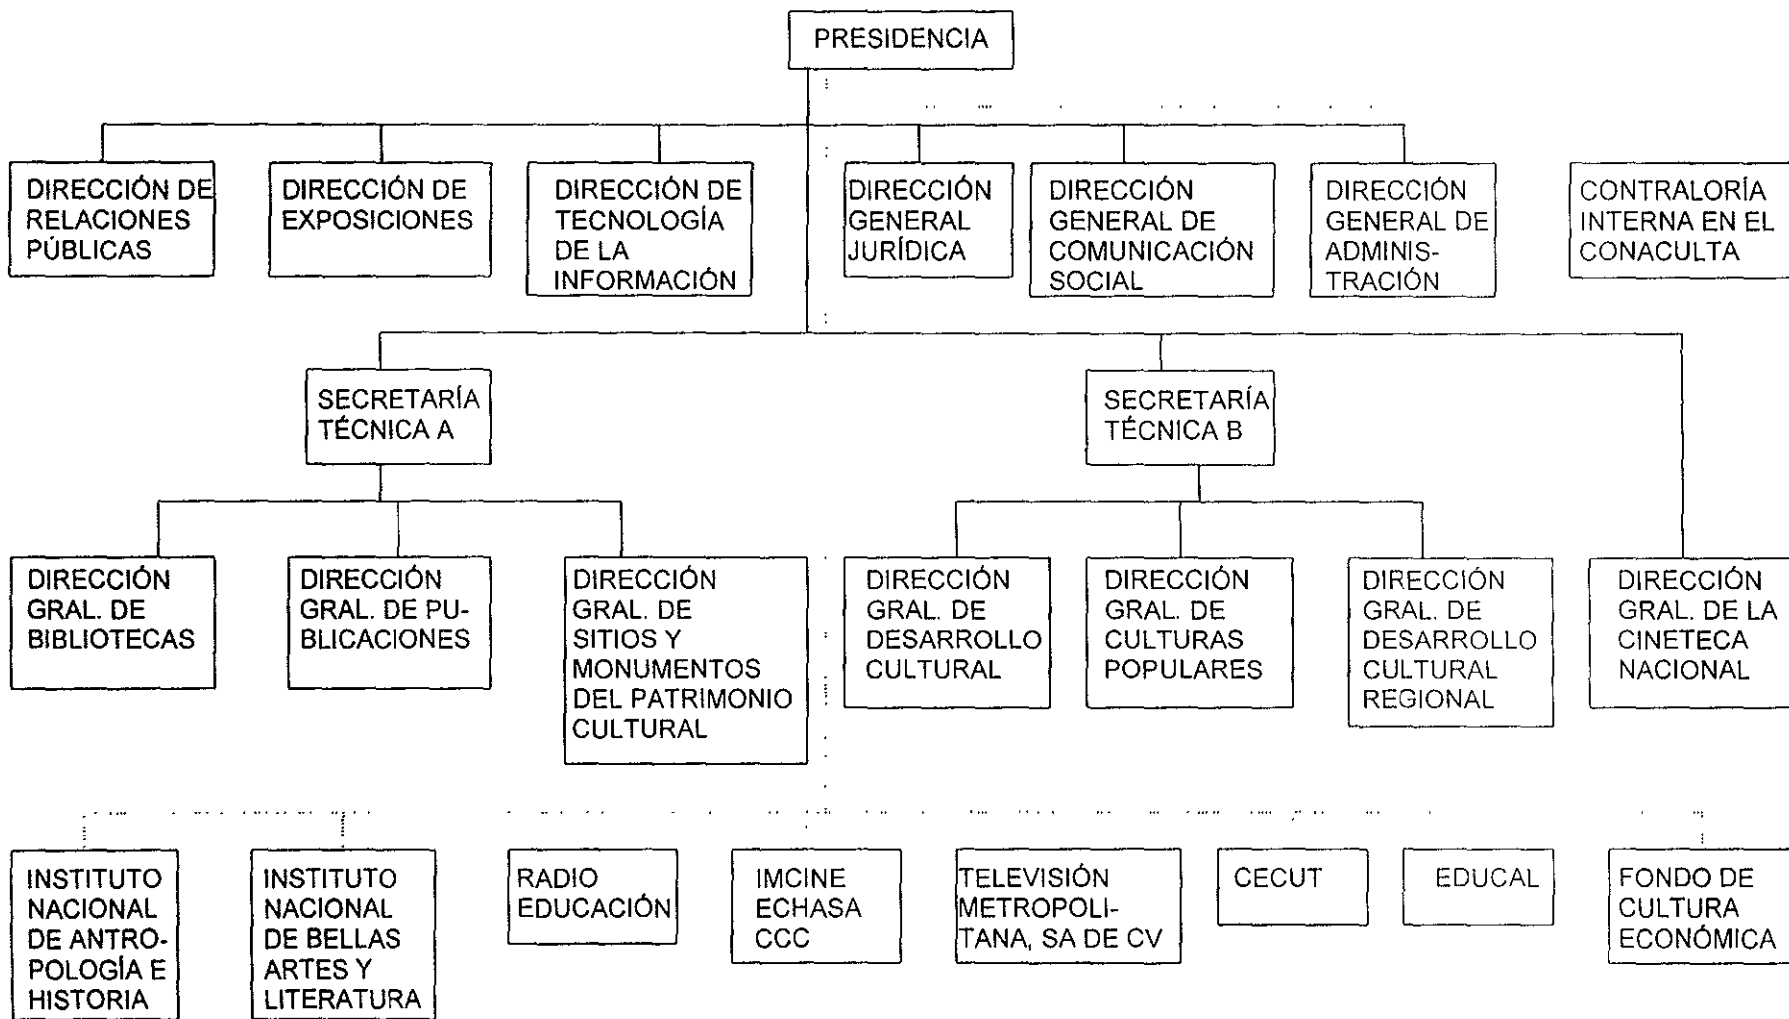 PRESIDENCIA
DIRECCIÓN DE
RELACIONES
PÚBLICAS
DIRECCIÓN DE
EXPOSICIONES
DIRECCIÓN DE
TECNOLOGÍA
DE LA
INFORMACIÓN
DIRECCIÓN
GENERAL
JURÍDICA
DIRECCIÓN
GENERAL DE
COMUNICACIÓN
SOCIAL
DIRECCIÓN
GENERAL DE
ADMINIS-
TRACIÓN
CONTRALORÍA
INTERNA EN EL
CONACULTA
SECRETARÍA
TÉCNICA A
SECRETARÍA
TÉCNICA B
DIRECCIÓN
GRAL. DE
BIBLIOTECAS
DIRECCIÓN
GRAL. DE PU-
BLICACIONES
DIRECCIÓN
GRAL. DE
SITIOS Y
MONUMENTOS
DEL PATRIMONIO
CULTURAL
DIRECCIÓN
GRAL. DE
DESARROLLO
CULTURAL
DIRECCIÓN
GRAL. DE
CULTURAS
POPULARES
DIRECCIÓN
GRAL. DE
DESARROLLO
CULTURAL
REGIONAL
DIRECCIÓN
GRAL. DE LA
CINETECA
NACIONAL
INSTITUTO
NACIONAL
DE ANTRO-
POLOGÍA E
HISTORIA
INSTITUTO
NACIONAL
DE BELLAS
ARTES Y
LITERATURA
RADIO
EDUCACIÓN
IMCINE
ECHASA
CCC
TELEVISIÓN
METROPOLI-
TANA, SA DE CV
CECUT
EDUCAL
FONDO DE
CULTURA
ECONÓMICA